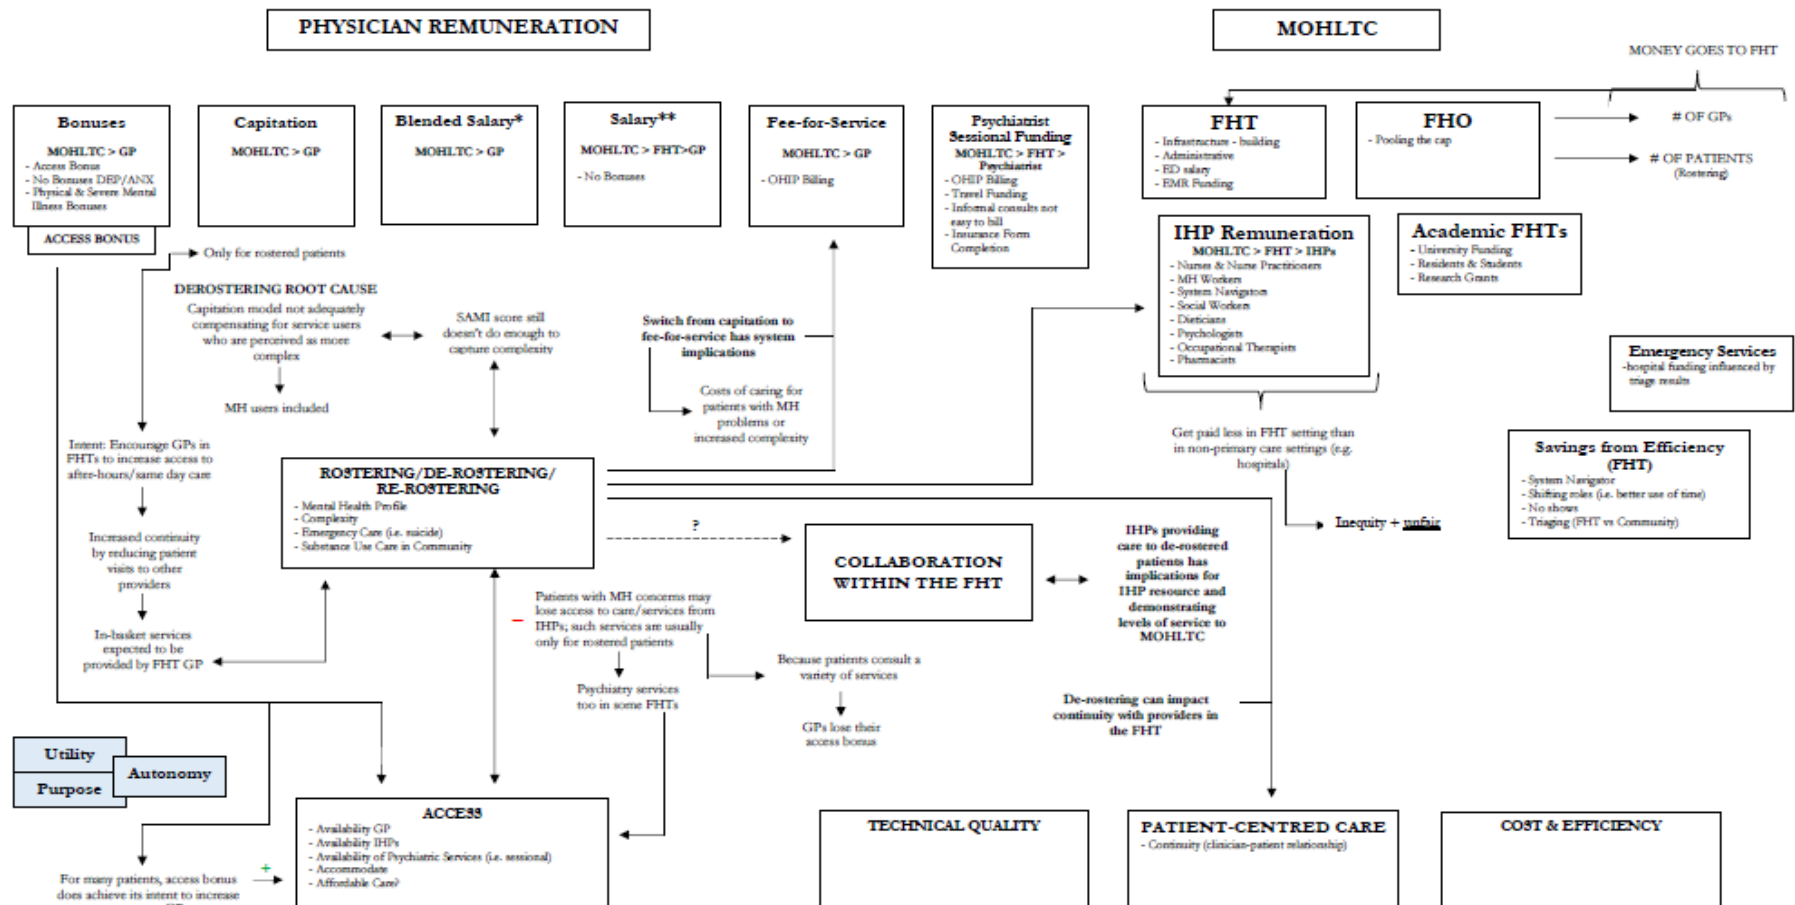 PHYSICIAN REMUNERATION
MOHLTC
MONEY GOES TO FHT
Bonuses
MOHLTC > GP
- Access Bonus
- No Bonuses DEP/ANX
- Physical & Severe Mental
Illness Bonuses
ACCESS BONUS
Capitation
MOHLTC > GP
Blended Salary*
MOHLTC > GP
Salary**
MOHLTC > FHT>GP
- No Bonuses
Fee-for-Service
MOHLTC > GP
- OHIP Billing
Psychiatrist
Sessional Funding
MOHLTC > FHT >
Psychiatrist
- OHIP Billing
- Travel Funding
- Informal consults not
easy to bill
- Insurance Form
Completion
FHT
- Infrastructure - building
- Administrative
- ED salary
- EMR Funding
FHO
- Pooling the cap
# OF GPs
# OF PATIENTS
(Rostering)
IHP Remuneration
MOHLTC > FHT > IHPs
- Nurses & Nurse Practitioners
- MH Workers
- System Navigators
- Social Workers
- Dieticians
- Psychologists
- Occupational Therapists
- Pharmacists
Academic FHTs
- University Funding
- Residents & Students
- Research Grants
Only for rostered patients
DEROSTERING ROOT CAUSE
Capitation model not adequately
compensating for service users
who are perceived as more
complex
MH users included
SAMI score still
doesn't do enough to
capture complexity
Switch from capitation to
fee-for-service has system
implications
Costs of caring for
patients with MH
problems or
increased complexity
Emergency Services
-hospital funding influenced by
triage results
Get paid less in FHT setting than
in non-primary care settings (e.g.
hospitals)
Inequity + unfair
Savings from Efficiency
(FHT)
- System Navigator
- Shifting roles (i.e. better use of time)
- No shows
- Triaging (FHT vs Community)
Intent: Encourage GPs in
FHTs to increase access to
after-hours/same day care
Increased continuity
by reducing patient
visits to other
providers
In-basket services
expected to be
provided by FHT GP
ROSTERING/DE-ROSTERING/
RE-ROSTERING
- Mental Health Profile
- Complexity
- Emergency Care (i.e. suicide)
- Substance Use Care in Community
?
COLLABORATION
WITHIN THE FHT
IHPs providing
care to de-rostered
patients has
implications for
IHP resource and
demonstrating
levels of service to
MOHLTC
–
Patients with MH concerns may
lose access to care/services from
IHPs; such services are usually
only for rostered patients
Psychiatry services
too in some FHTs
Because patients consult a
variety of services
GPs lose their
access bonus
De-rostering can impact
continuity with providers in
the FHT
Utility
Autonomy
Purpose
+
For many patients, access bonus
does achieve its intent to increase
ACCESS
- Availability GP
- Availability IHPs
- Availability of Psychiatric Services (i.e. sessional)
- Accommodate
- Affordable Care?
TECHNICAL QUALITY
PATIENT-CENTRED CARE
- Continuity (clinician-patient relationship)
COST & EFFICIENCY